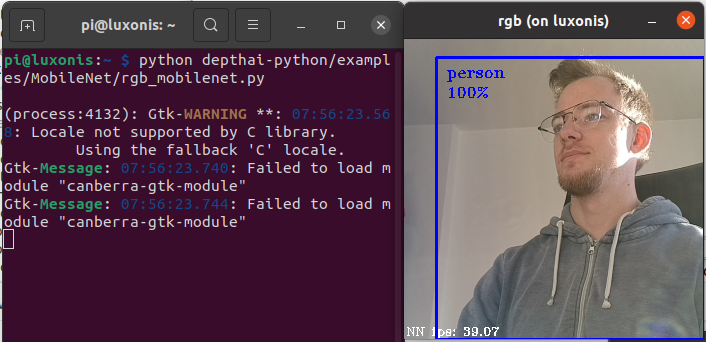 pi@luxonis: ~
pi@luxonis:~ $ python depthai-python/exampl
es/MobileNet/rgb_mobilenet.py
(process:4132): Gtk-WARNING **: 07:56:23.56
8: Locale not supported by C library.
Using the fallback 'C' locale.
Gtk-Message: 07:56:23.740: Failed to load m
odule "canberra-gtk-module"
Gtk-Message: 07:56:23.744: Failed to load m
odule "canberra-gtk-module"
rgb (on luxonis)
person
100%
NN fps: 39.07